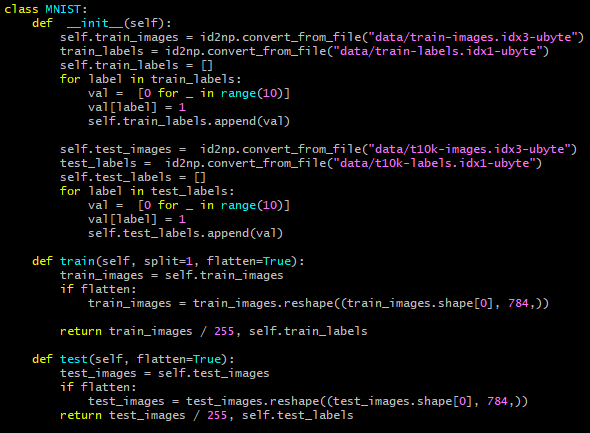 class MNIST:
    def  __init__(self):
        self.train_images = id2np.convert_from_file("data/train-images.idx3-ubyte")
        train_labels = id2np.convert_from_file("data/train-labels.idx1-ubyte")
        self.train_labels = []
        for label in train_labels:
            val =  [0 for _ in range(10)]
            val[label] = 1
            self.train_labels.append(val)

        self.test_images =  id2np.convert_from_file("data/t10k-images.idx3-ubyte")
        test_labels =  id2np.convert_from_file("data/t10k-labels.idx1-ubyte")
        self.test_labels = []
        for label in test_labels:
            val =  [0 for _ in range(10)]
            val[label] = 1
            self.test_labels.append(val)

    def train(self, split=1, flatten=True):
        train_images = self.train_images
        if flatten:
            train_images = train_images.reshape((train_images.shape[0], 784,))

        return train_images / 255, self.train_labels

    def test(self, flatten=True):
        test_images = self.test_images
        if flatten:
            test_images = test_images.reshape((test_images.shape[0], 784,))
        return test_images / 255, self.test_labels